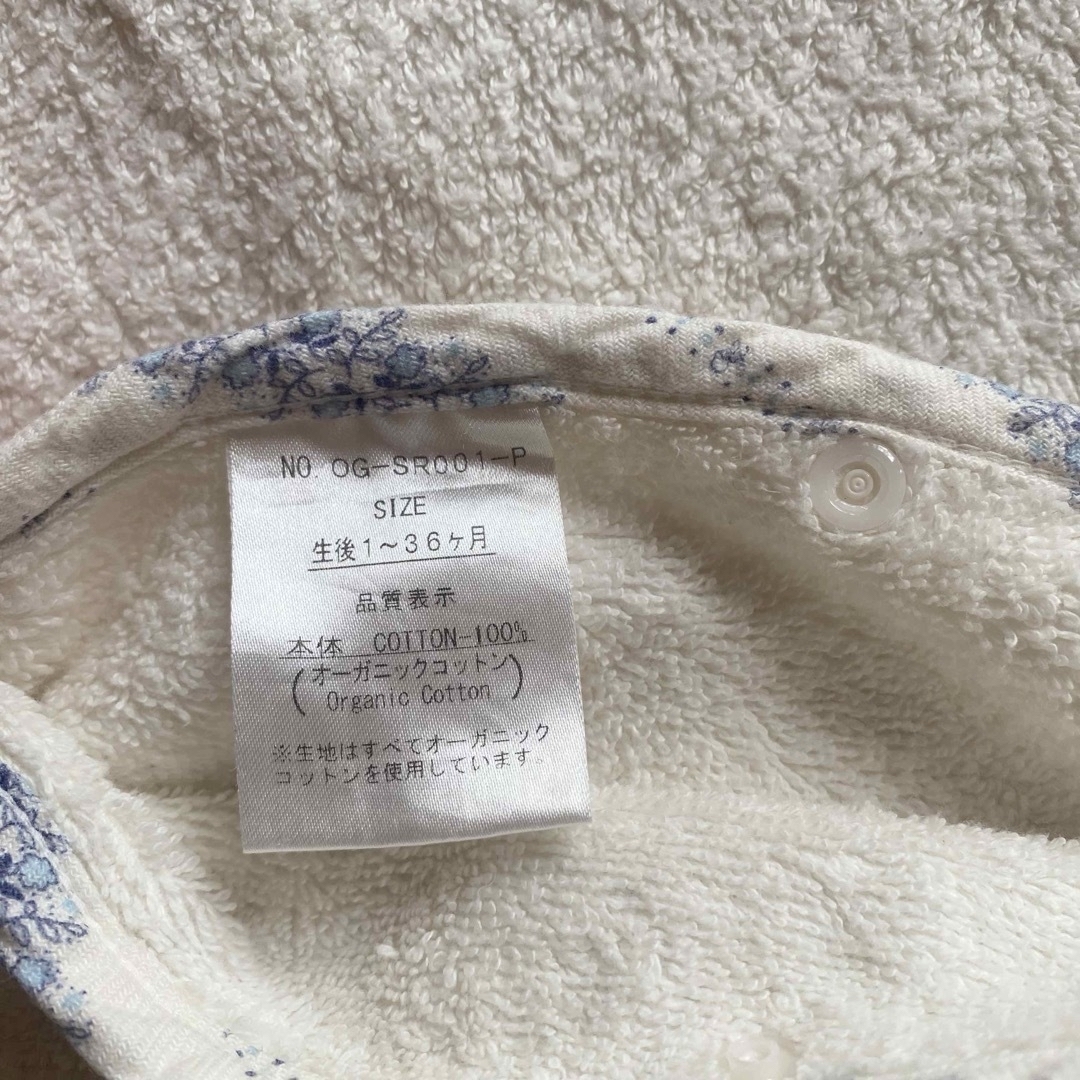 NO. OG-SR001-P
SIZE
生後1~36ヶ月
品質表示
本体 COTTON-100%
(オーガニックコットン
Organic Cotton)
※生地はすべてオーガニック
コットンを使用しています。